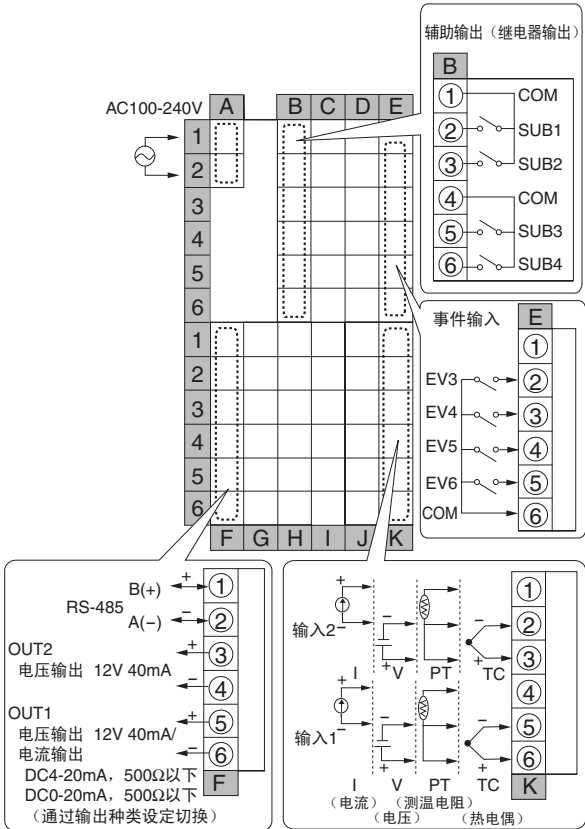 辅助输出（继电器输出）
B
① COM
② SUB1
③ SUB2
④ COM
⑤ SUB3
⑥ SUB4
AC100-240V
A B C D E
1
2
3
4
5
6
1
2
3
4
5
6
F G H I J K
事件输入 E
①
EV3 ②
EV4 ③
EV5 ④
EV6 ⑤
COM ⑥
B(+) + ①
RS-485
A(−) − ②
OUT2 + ③
电压输出 12V 40mA
− ④
OUT1 + ⑤
电压输出 12V 40mA/
电流输出 − ⑥
DC4-20mA，500Ω以下 F
DC0-20mA，500Ω以下
（通过输出种类设定切换）
①
+ − − ②
输入2 − + + ③
I V PT TC
④
+ − − ⑤
输入1 − + + ⑥
I V PT TC K
（电流） （测温电阻）
（电压） （热电偶）